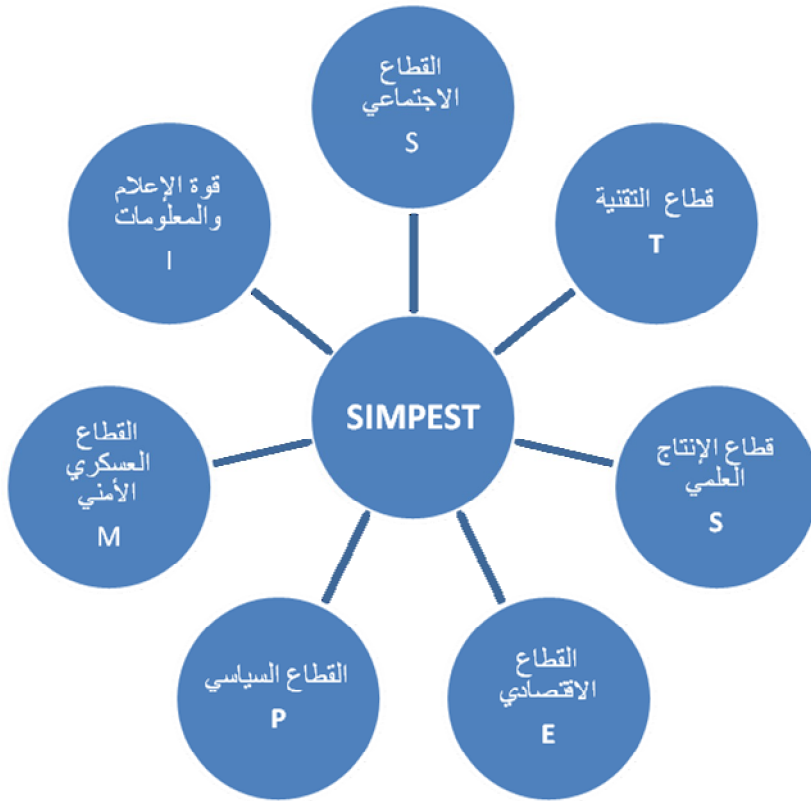 القطاع
الاجتماعي
S
قطاع التقنية
T
قطاع الإنتاج
العلمي
S
القطاع
الاقتصادي
E
القطاع السياسي
P
القطاع
العسكري
الأمني
M
قوة الإعلام
والمعلومات
I
SIMPEST